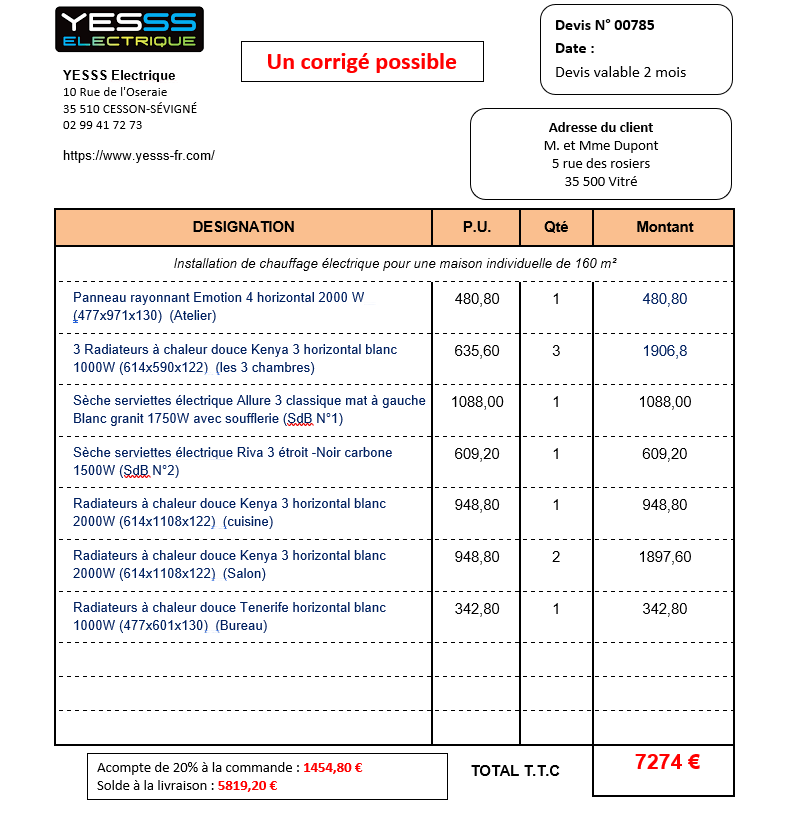 YESSS
ELECTRIQUE
YESSS Electrique
10 Rue de l'Oseraie
35 510 CESSON-SÉVIGNÉ
02 99 41 72 73
https://www.yesss-fr.com/
Un corrigé possible
Devis N° 00785
Date :
Devis valable 2 mois
Adresse du client
M. et Mme Dupont
5 rue des rosiers
35 500 Vitré
DESIGNATION P.U. Qté Montant
Installation de chauffage électrique pour une maison individuelle de 160 m²
Panneau rayonnant Emotion 4 horizontal 2000 W 480,80 1 480,80
(477x971x130) (Atelier)
3 Radiateurs à chaleur douce Kenya 3 horizontal blanc 635,60 3 1906,8
1000W (614x590x122) (les 3 chambres)
Sèche serviettes électrique Allure 3 classique mat à gauche 1088,00 1 1088,00
Blanc granit 1750W avec soufflerie (SdB N°1)
Sèche serviettes électrique Riva 3 étroit -Noir carbone 609,20 1 609,20
1500W (SdB N°2)
Radiateurs à chaleur douce Kenya 3 horizontal blanc 948,80 1 948,80
2000W (614x1108x122) (cuisine)
Radiateurs à chaleur douce Kenya 3 horizontal blanc 948,80 2 1897,60
2000W (614x1108x122) (Salon)
Radiateurs à chaleur douce Tenerife horizontal blanc 342,80 1 342,80
1000W (477x601x130) (Bureau)
Acompte de 20% à la commande : 1454,80 €
Solde à la livraison : 5819,20 €
TOTAL T.T.C 7274 €